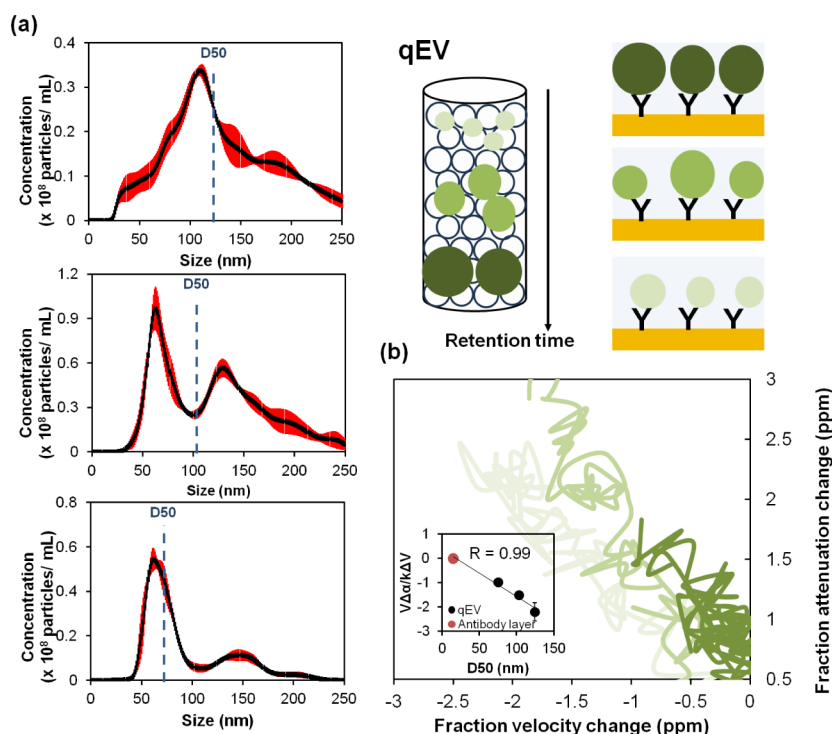 (a)
D50
0.4
0.3
0.2
0.1
0
0 50 100 150 200 250
Concentration
(x 10⁸ particles/ mL)
Size (nm)
D50
1.2
0.9
0.6
0.3
0
0 50 100 150 200 250
Concentration
(x 10⁸ particles/ mL)
Size (nm)
D50
0.8
0.6
0.4
0.2
0
0 50 100 150 200 250
Concentration
(x 10⁸ particles/ mL)
Size (nm)
qEV
Retention time
(b)
3
2.5
2
1.5
1
0.5
Fraction attenuation change (ppm)
-3 -2.5 -2 -1.5 -1 -0.5 0
Fraction velocity change (ppm)
1
0
-1
-2
-3
VΔα/kΔV
R = 0.99
qEV
Antibody layer
0 50 100 150
D50 (nm)